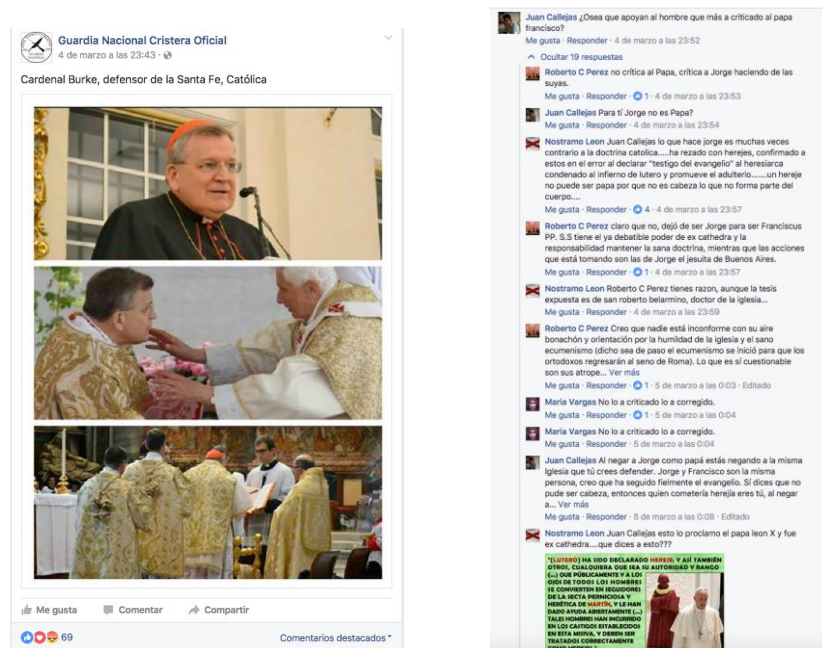 Guardia Nacional Cristera Oficial
4 de marzo a las 23:43 ·
Cardenal Burke, defensor de la Santa Fe, Católica
Me gusta Comentar Compartir
69 Comentarios destacados
Juan Callejas ¿Osea que apoyan al hombre que más a criticado al papa
francisco?
Me gusta · Responder · 4 de marzo a las 23:52
Ocultar 19 respuestas
Roberto C Perez no crítica al Papa, crítica a Jorge haciendo de las
suyas.
Me gusta · Responder · 1 · 4 de marzo a las 23:53
Juan Callejas Para tí Jorge no es Papa?
Me gusta · Responder · 4 de marzo a las 23:54
Nostramo Leon Juan Callejas lo que hace jorge es muchas veces
contrario a la doctrina catolica.....ha rezado con herejes, confirmado a
estos en el error al declarar "testigo del evangelio" al heresiarca
condenado al infierno de lutero y promueve el adulterio.......un hereje
no puede ser papa por que no es cabeza lo que no forma parte del
cuerpo....
Me gusta · Responder · 4 · 4 de marzo a las 23:57
Roberto C Perez claro que no, dejó de ser Jorge para ser Franciscus
PP. S.S tiene el ya debatible poder de ex cathedra y la
responsabilidad mantener la sana doctrina, mientras que las acciones
que está tomando son las de Jorge el jesuita de Buenos Aires.
Me gusta · Responder · 1 · 4 de marzo a las 23:57
Nostramo Leon Roberto C Perez tienes razon, aunque la tesis
expuesta es de san roberto belarmino, doctor de la iglesia...
Me gusta · Responder · 4 de marzo a las 23:59
Roberto C Perez Creo que nadie está inconforme con su aire
bonachón y orientación por la humildad de la iglesia y el sano
ecumenismo (dicho sea de paso el ecumenismo se inició para que los
ortodoxos regresarán al seno de Roma). Lo que es sí cuestionable
son sus atrope... Ver más
Me gusta · Responder · 1 · 5 de marzo a las 0:03 · Editado
Maria Vargas No lo a criticado lo a corregido.
Me gusta · Responder · 1 · 5 de marzo a las 0:04
Maria Vargas No lo a criticado lo a corregido.
Me gusta · Responder · 5 de marzo a las 0:04
Juan Callejas Al negar a Jorge como papá estás negando a la misma
Iglesia que tú crees defender. Jorge y Francisco son la misma
persona, creo que ha seguido fielmente el evangelio. Sí dices que no
pude ser cabeza, entonces quien cometería herejía eres tú, al negar
a... Ver más
Me gusta · Responder · 5 de marzo a las 0:08 · Editado
Nostramo Leon Juan Callejas esto lo proclamo el papa leon X y fue
ex cathedra....que dices a esto???
"[LUTERO] HA SIDO DECLARADO HEREJE; Y ASÍ TAMBIÉN
OTROS, CUALQUIERA QUE SEA SU AUTORIDAD Y RANGO
(...) QUE PÚBLICAMENTE Y A LOS
OJOS DE TODOS LOS HOMBRES
SE CONVIERTEN EN SEGUIDORES
DE LA SECTA PERNICIOSA Y
HERÉTICA DE MARTÍN, Y LE HAN
DADO AYUDA ABIERTAMENTE (...)
TALES HOMBRES HAN INCURRIDO
EN LOS CASTIGOS ESTABLECIDOS
EN ESTA MISIVA, Y DEBEN SER
TRATADOS CORRECTAMENTE